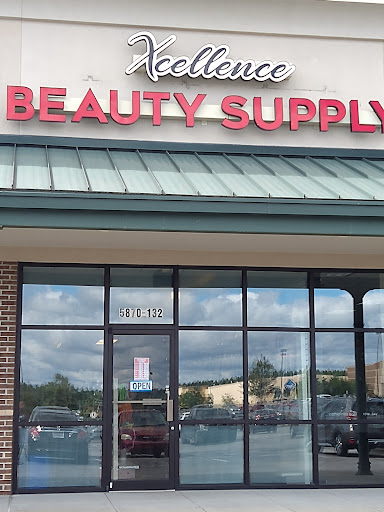 Xcellence
BEAUTY SUPPLY
5870-132
OPEN